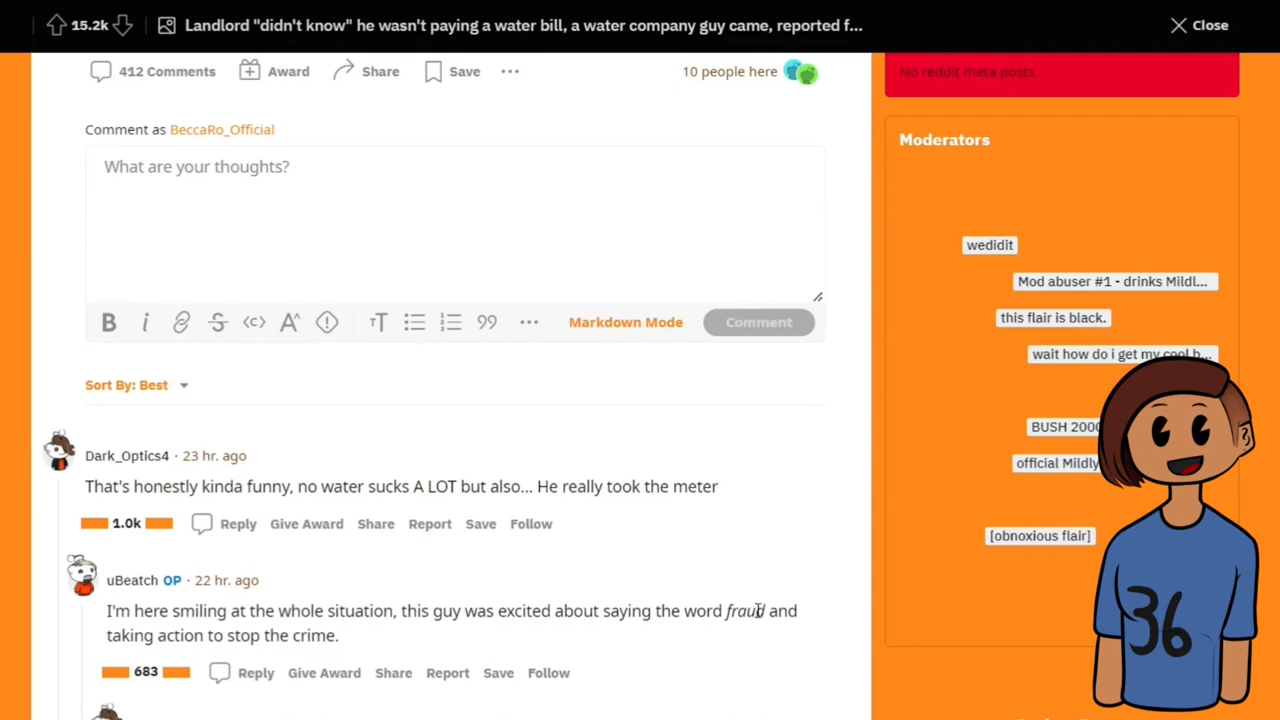 15.2k Landlord "didn't know" he wasn't paying a water bill, a water company guy came, reported f... Close
412 Comments Award Share Save 10 people here
No reddit meta posts.
Comment as BeccaRo_Official
Moderators
What are your thoughts?
wedidit
Mod abuser #1 - drinks Mildl...
this flair is black.
B i Markdown Mode Comment
wait how do i get my cool b...
Sort By: Best
BUSH 2000
official Mildly
Dark_Optics4 · 23 hr. ago
That's honestly kinda funny, no water sucks A LOT but also... He really took the meter
1.0k Reply Give Award Share Report Save Follow
[obnoxious flair]
uBeatch OP · 22 hr. ago
I'm here smiling at the whole situation, this guy was excited about saying the word fraud and
taking action to stop the crime.
36
683 Reply Give Award Share Report Save Follow